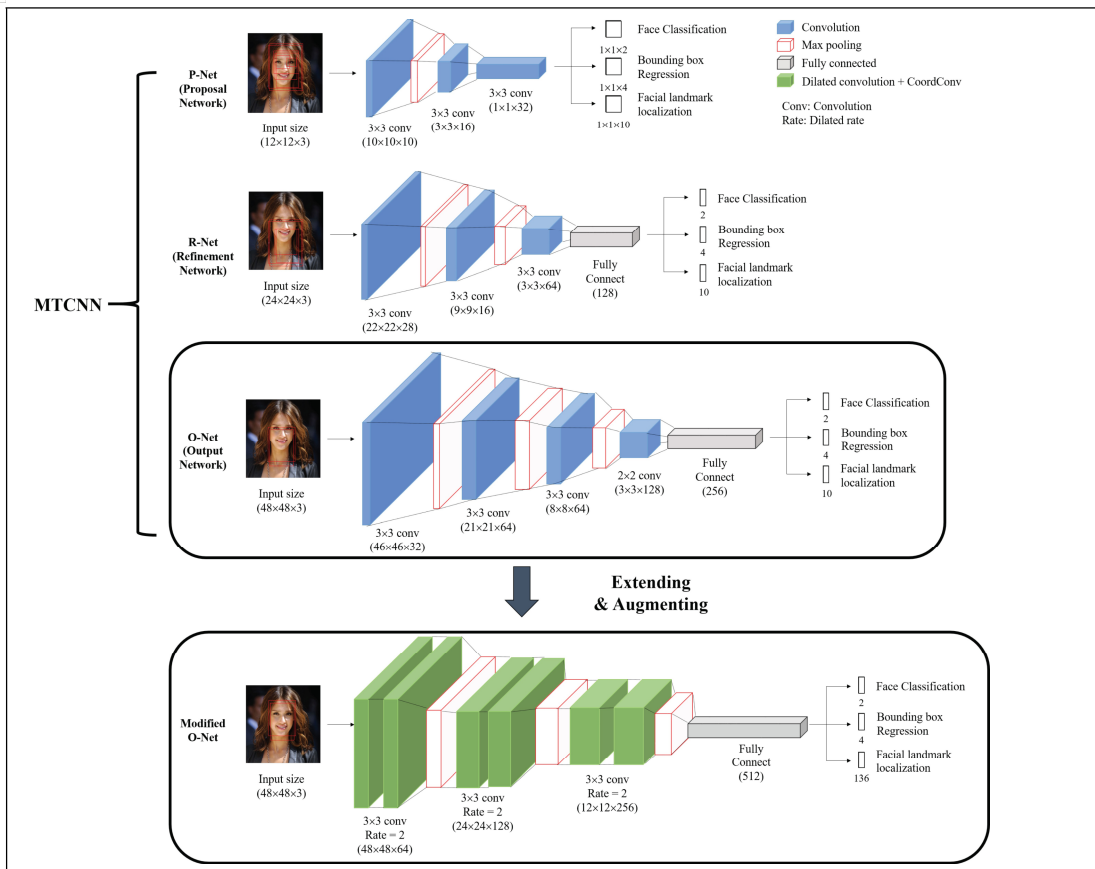 MTCNN
P-Net
(Proposal
Network)
Input size
(12×12×3)
3×3 conv
(10×10×10)
3×3 conv
(3×3×16)
3×3 conv
(1×1×32)
Face Classification
1×1×2
Bounding box
Regression
1×1×4
Facial landmark
localization
1×1×10
Convolution
Max pooling
Fully connected
Dilated convolution + CoordConv
Conv: Convolution
Rate: Dilated rate
R-Net
(Refinement
Network)
Input size
(24×24×3)
3×3 conv
(22×22×28)
3×3 conv
(9×9×16)
3×3 conv
(3×3×64)
Fully
Connect
(128)
Face Classification
2
Bounding box
Regression
4
Facial landmark
localization
10
O-Net
(Output
Network)
Input size
(48×48×3)
3×3 conv
(46×46×32)
3×3 conv
(21×21×64)
3×3 conv
(8×8×64)
2×2 conv
(3×3×128)
Fully
Connect
(256)
Face Classification
2
Bounding box
Regression
4
Facial landmark
localization
10
Extending
& Augmenting
Modified
O-Net
Input size
(48×48×3)
3×3 conv
Rate = 2
(48×48×64)
3×3 conv
Rate = 2
(24×24×128)
3×3 conv
Rate = 2
(12×12×256)
Fully
Connect
(512)
Face Classification
2
Bounding box
Regression
4
Facial landmark
localization
136